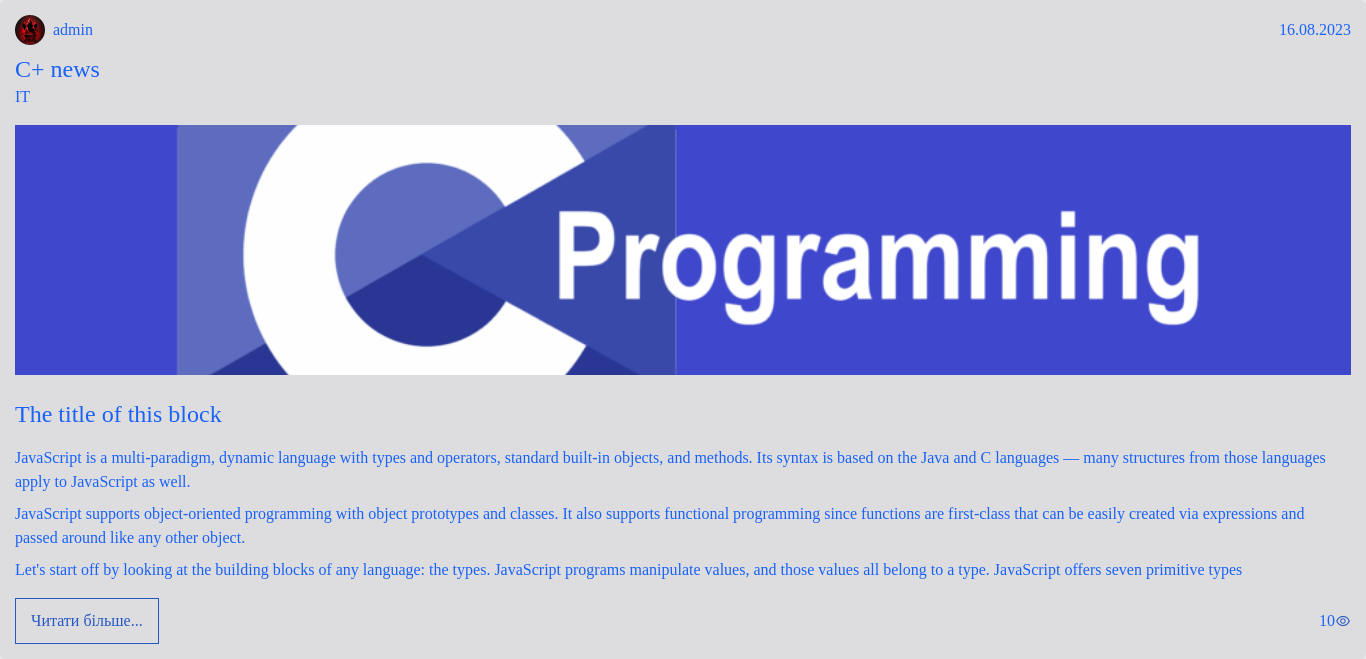 admin
16.08.2023
C+ news
IT
C Programming
The title of this block
JavaScript is a multi-paradigm, dynamic language with types and operators, standard built-in objects, and methods. Its syntax is based on the Java and C languages — many structures from those languages
apply to JavaScript as well.
JavaScript supports object-oriented programming with object prototypes and classes. It also supports functional programming since functions are first-class that can be easily created via expressions and
passed around like any other object.
Let's start off by looking at the building blocks of any language: the types. JavaScript programs manipulate values, and those values all belong to a type. JavaScript offers seven primitive types
Читати більше...
10